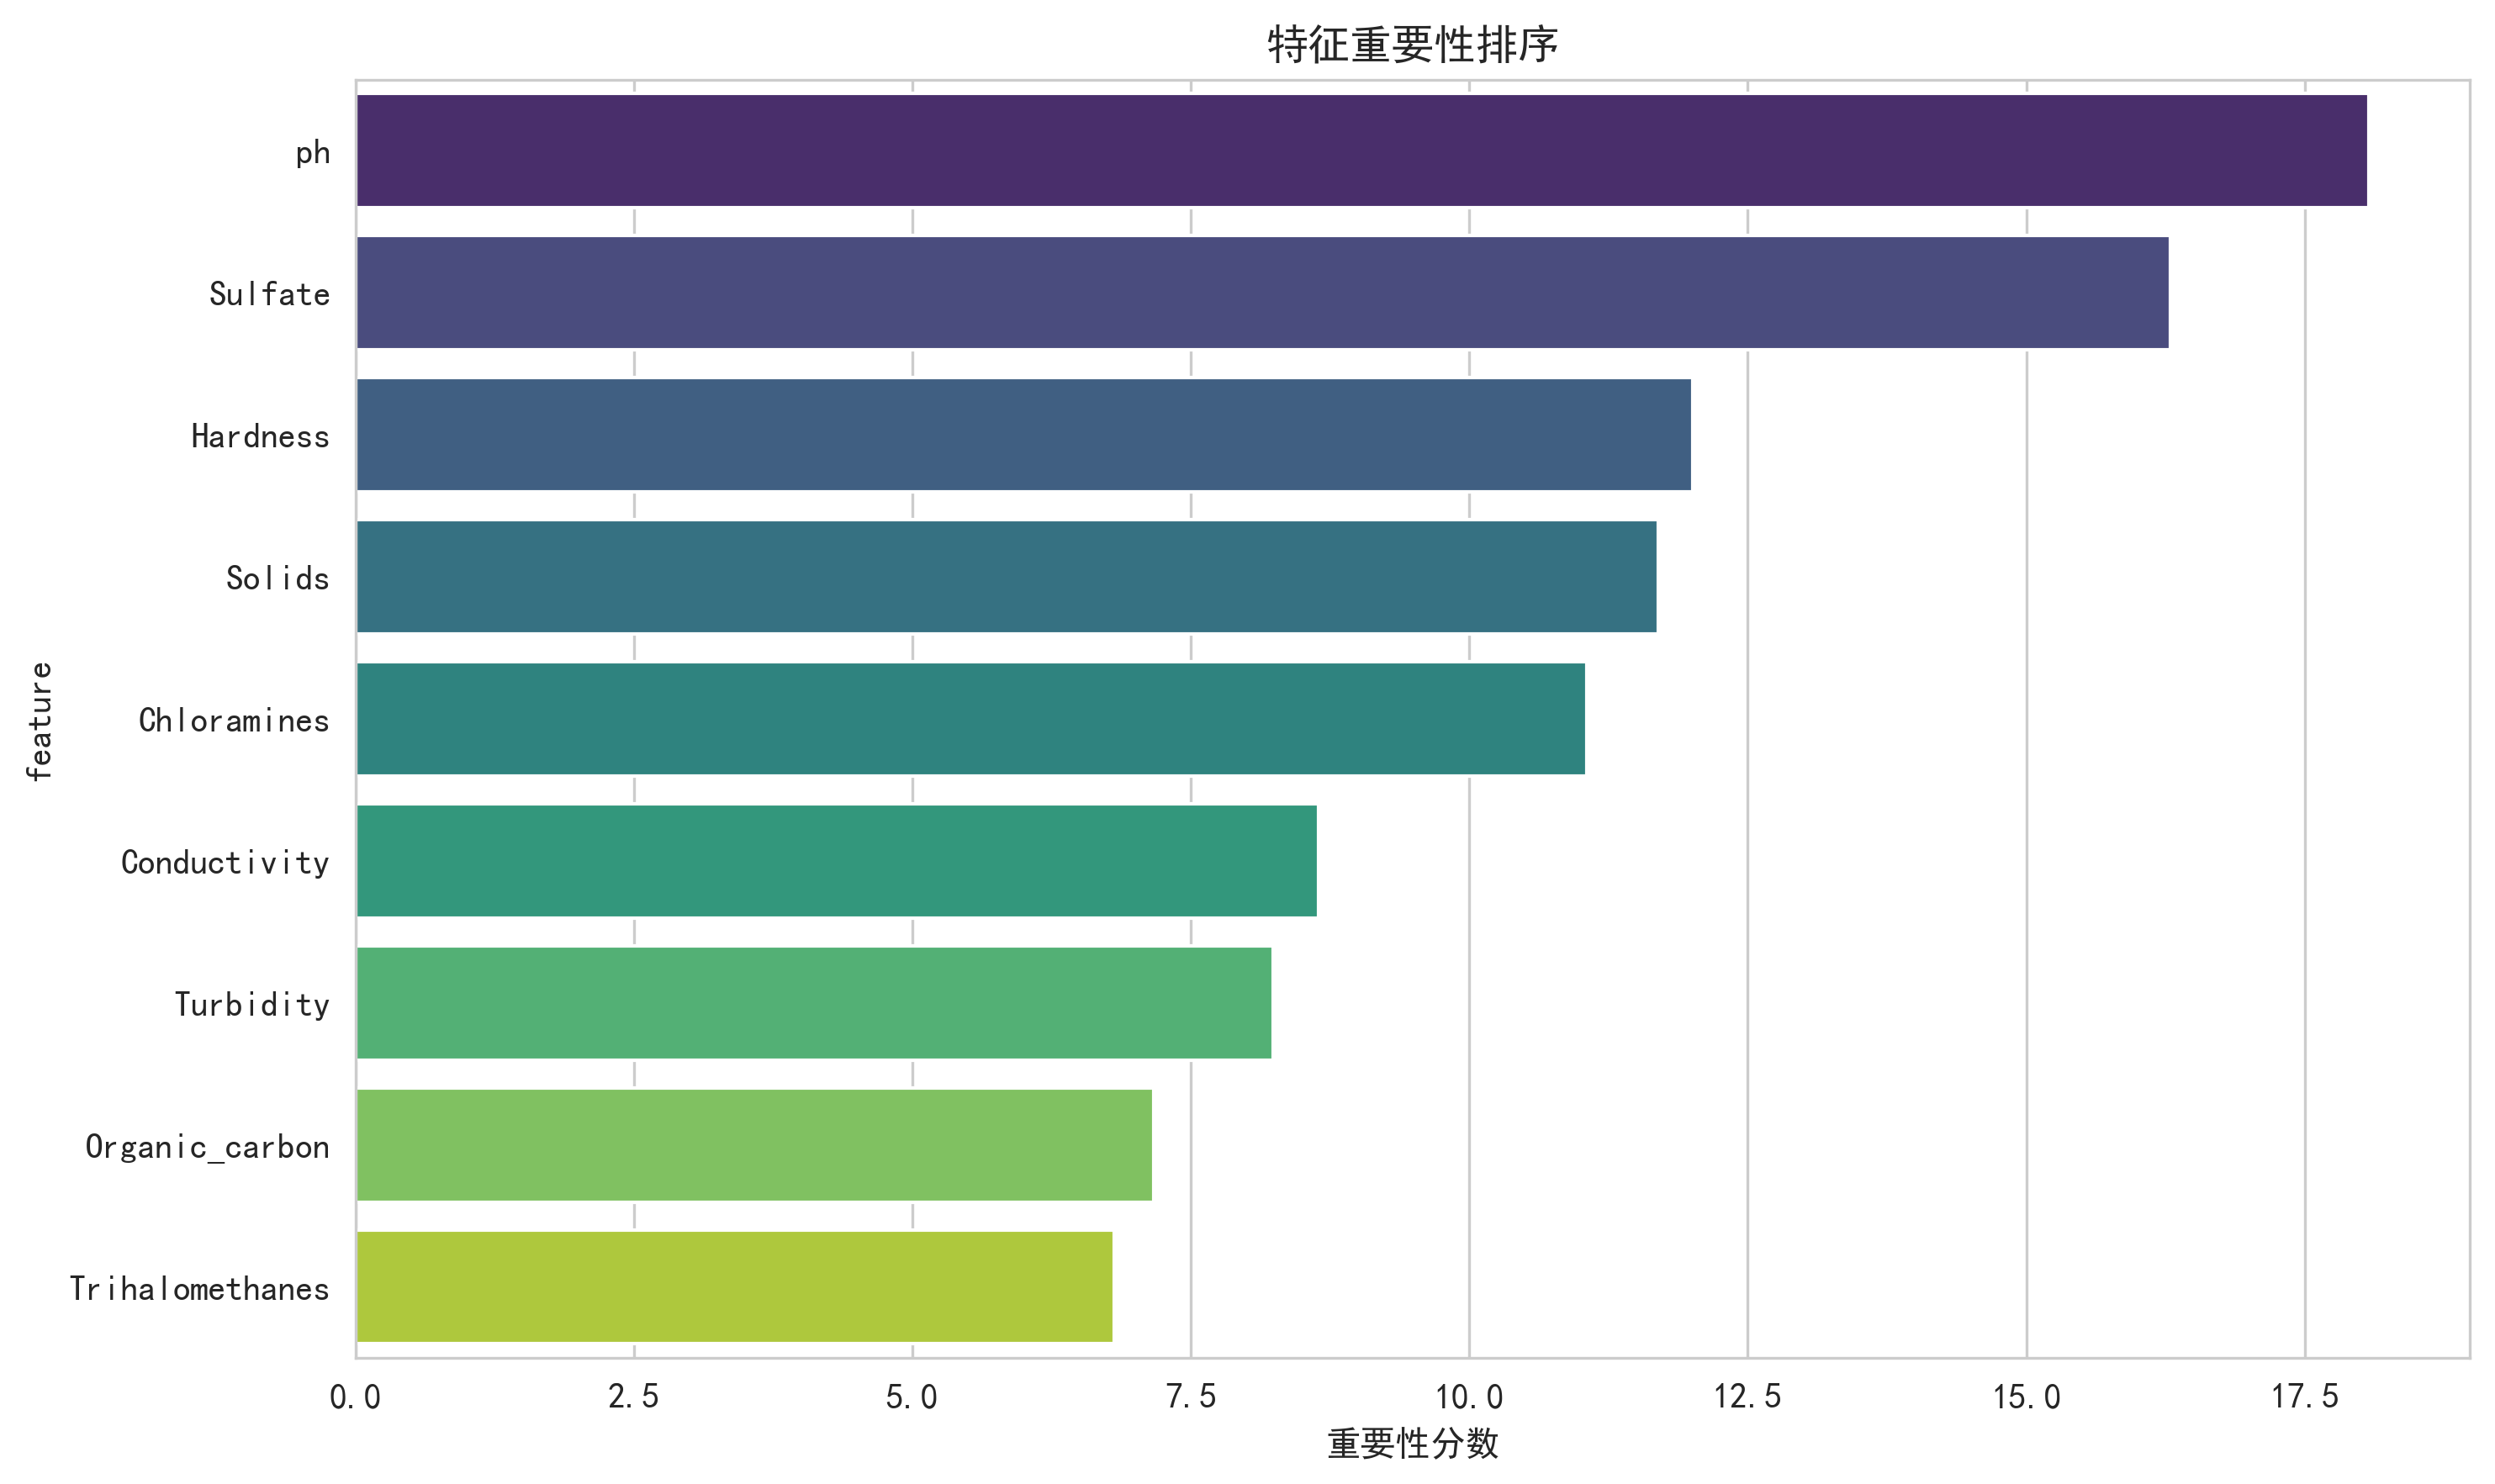 特征重要性排序
ph
Sulfate
Hardness
Solids
Chloramines
Conductivity
Turbidity
Organic_carbon
Trihalomethanes
feature
0.0 2.5 5.0 7.5 10.0 12.5 15.0 17.5
重要性分数